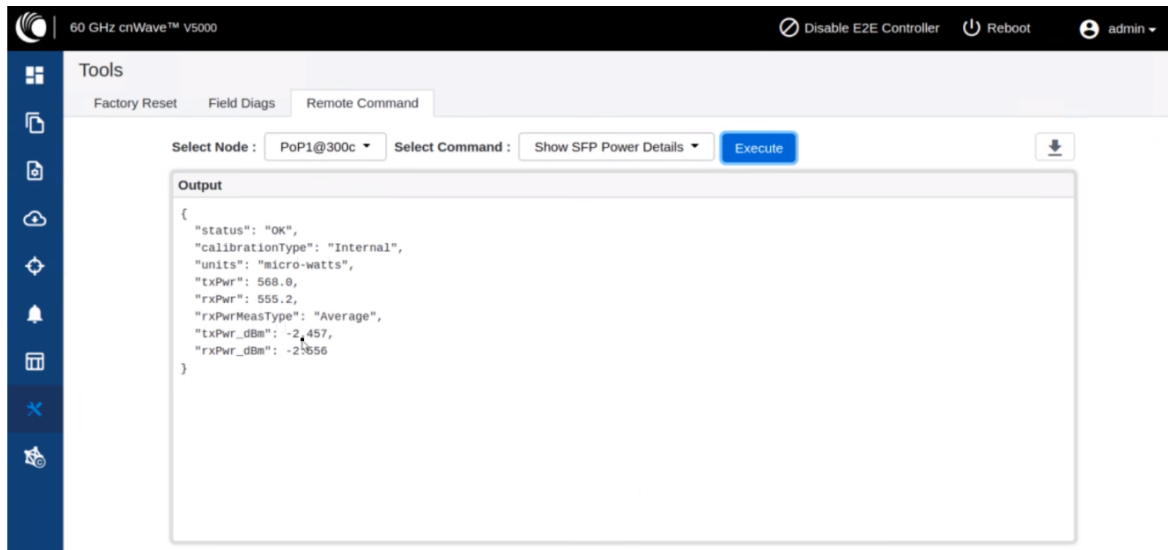 60 GHz cnWave™ V5000 Disable E2E Controller Reboot admin
Tools
Factory Reset Field Diags Remote Command
Select Node : PoP1@300c Select Command : Show SFP Power Details Execute
Output
{
"status": "OK",
"calibrationType": "Internal",
"units": "micro-watts",
"txPwr": 568.0,
"rxPwr": 555.2,
"rxPwrMeasType": "Average",
"txPwr_dBm": -2.457,
"rxPwr_dBm": -2.556
}